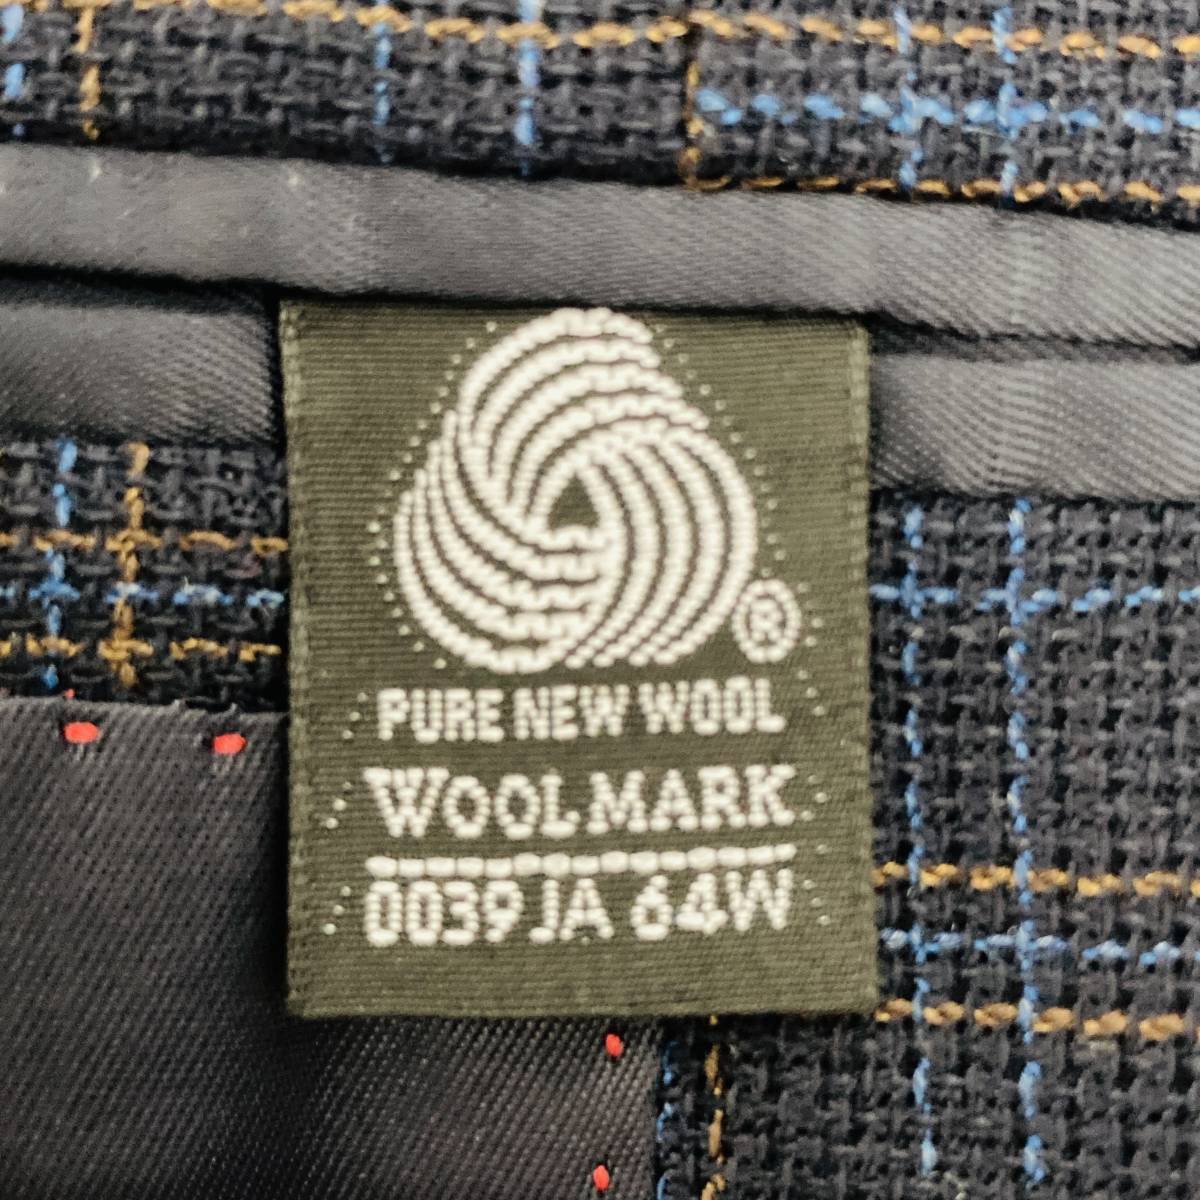 ®
PURE NEW WOOL
WOOLMARK
0039 JA 64W